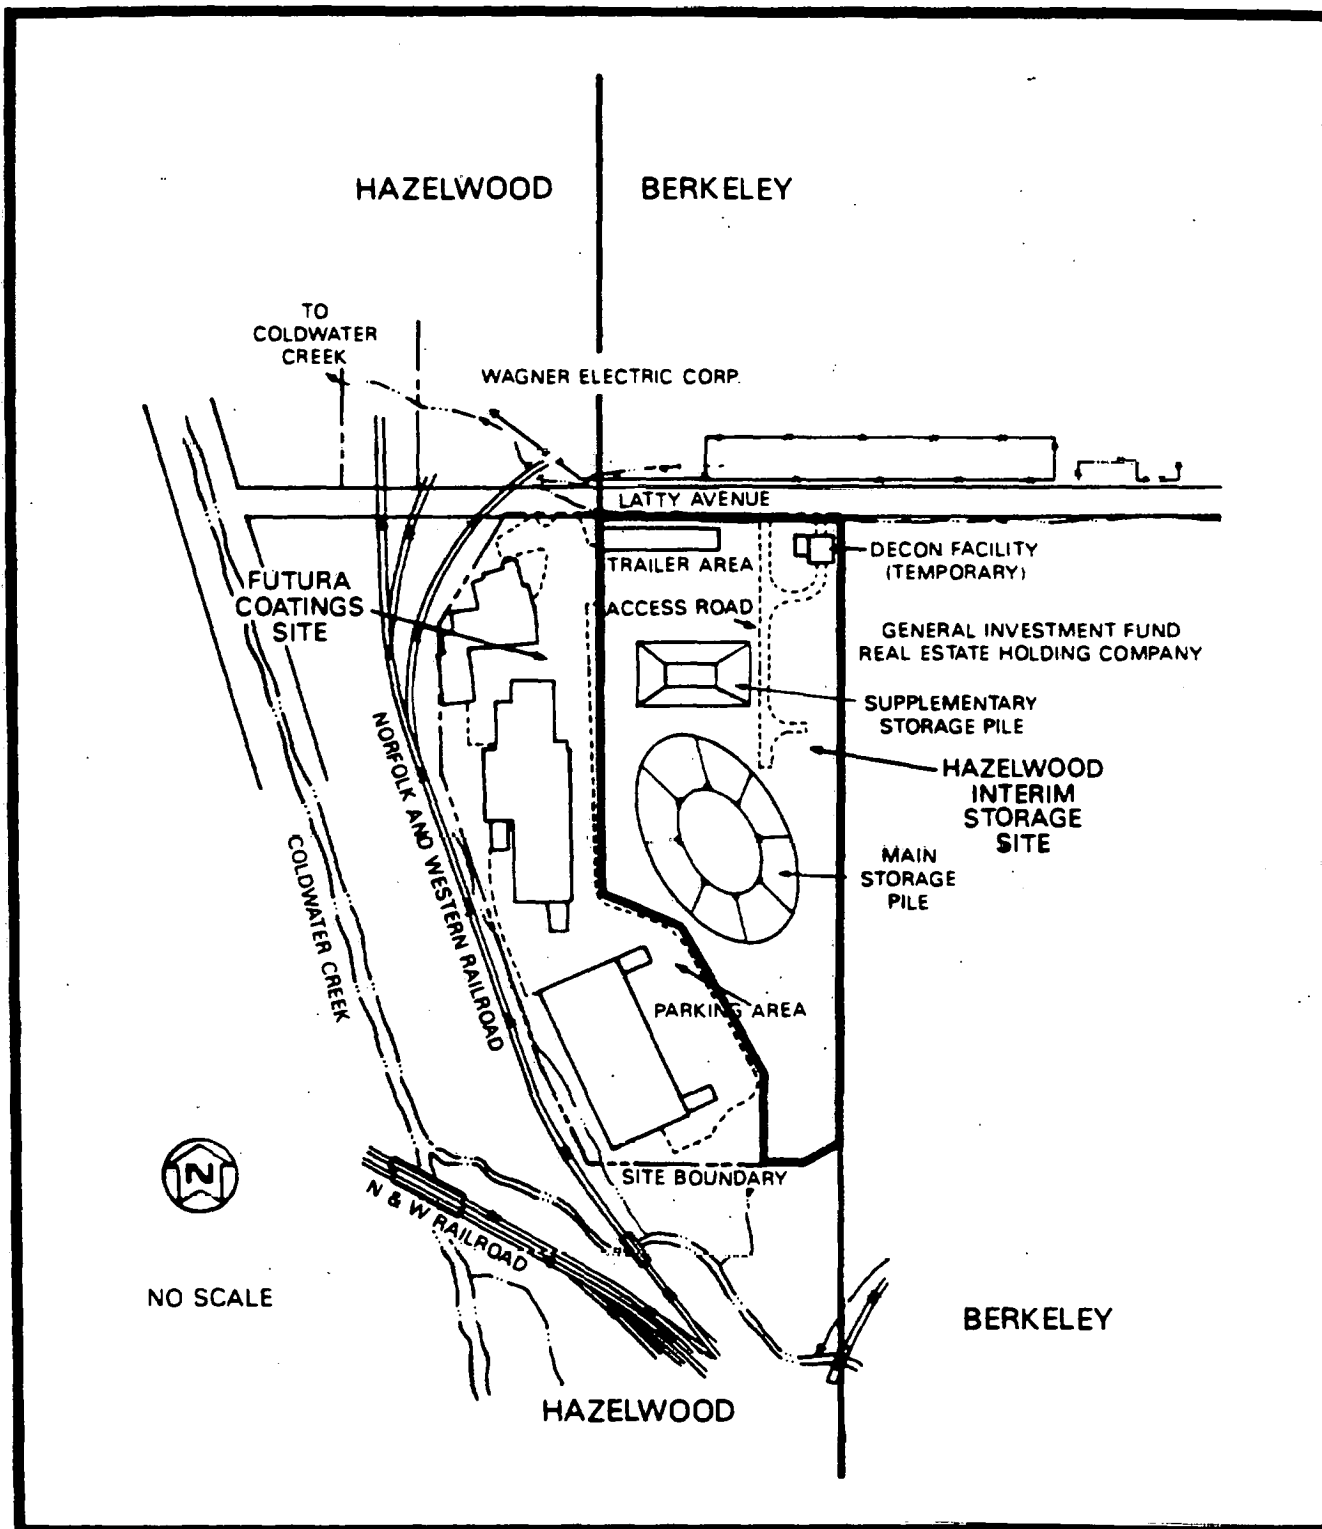 HAZELWOOD
BERKELEY
TO
COLDWATER
CREEK
WAGNER ELECTRIC CORP.
LATTY AVENUE
TRAILER AREA
DECON FACILITY
(TEMPORARY)
FUTURA
COATINGS
SITE
ACCESS ROAD
GENERAL INVESTMENT FUND
REAL ESTATE HOLDING COMPANY
SUPPLEMENTARY
STORAGE PILE
NORFOLK AND WESTERN RAILROAD
HAZELWOOD
INTERIM
STORAGE
SITE
MAIN
STORAGE
PILE
COLDWATER CREEK
PARKING AREA
SITE BOUNDARY
N
N & W RAILROAD
NO SCALE
BERKELEY
HAZELWOOD